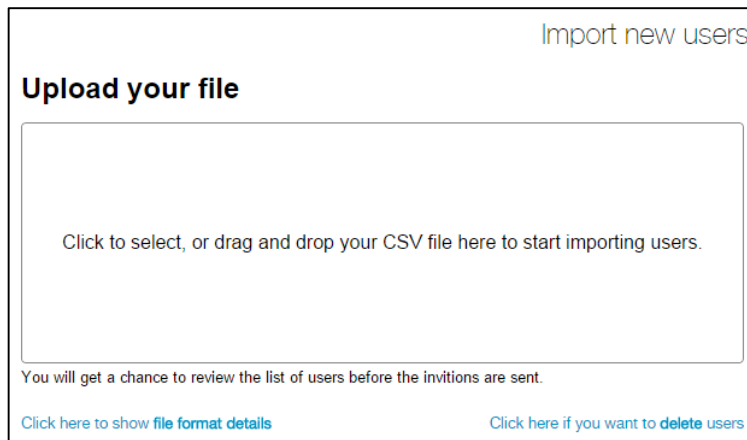 Import new users
Upload your file
Click to select, or drag and drop your CSV file here to start importing users.
You will get a chance to review the list of users before the invitions are sent.
Click here to show file format details
Click here if you want to delete users